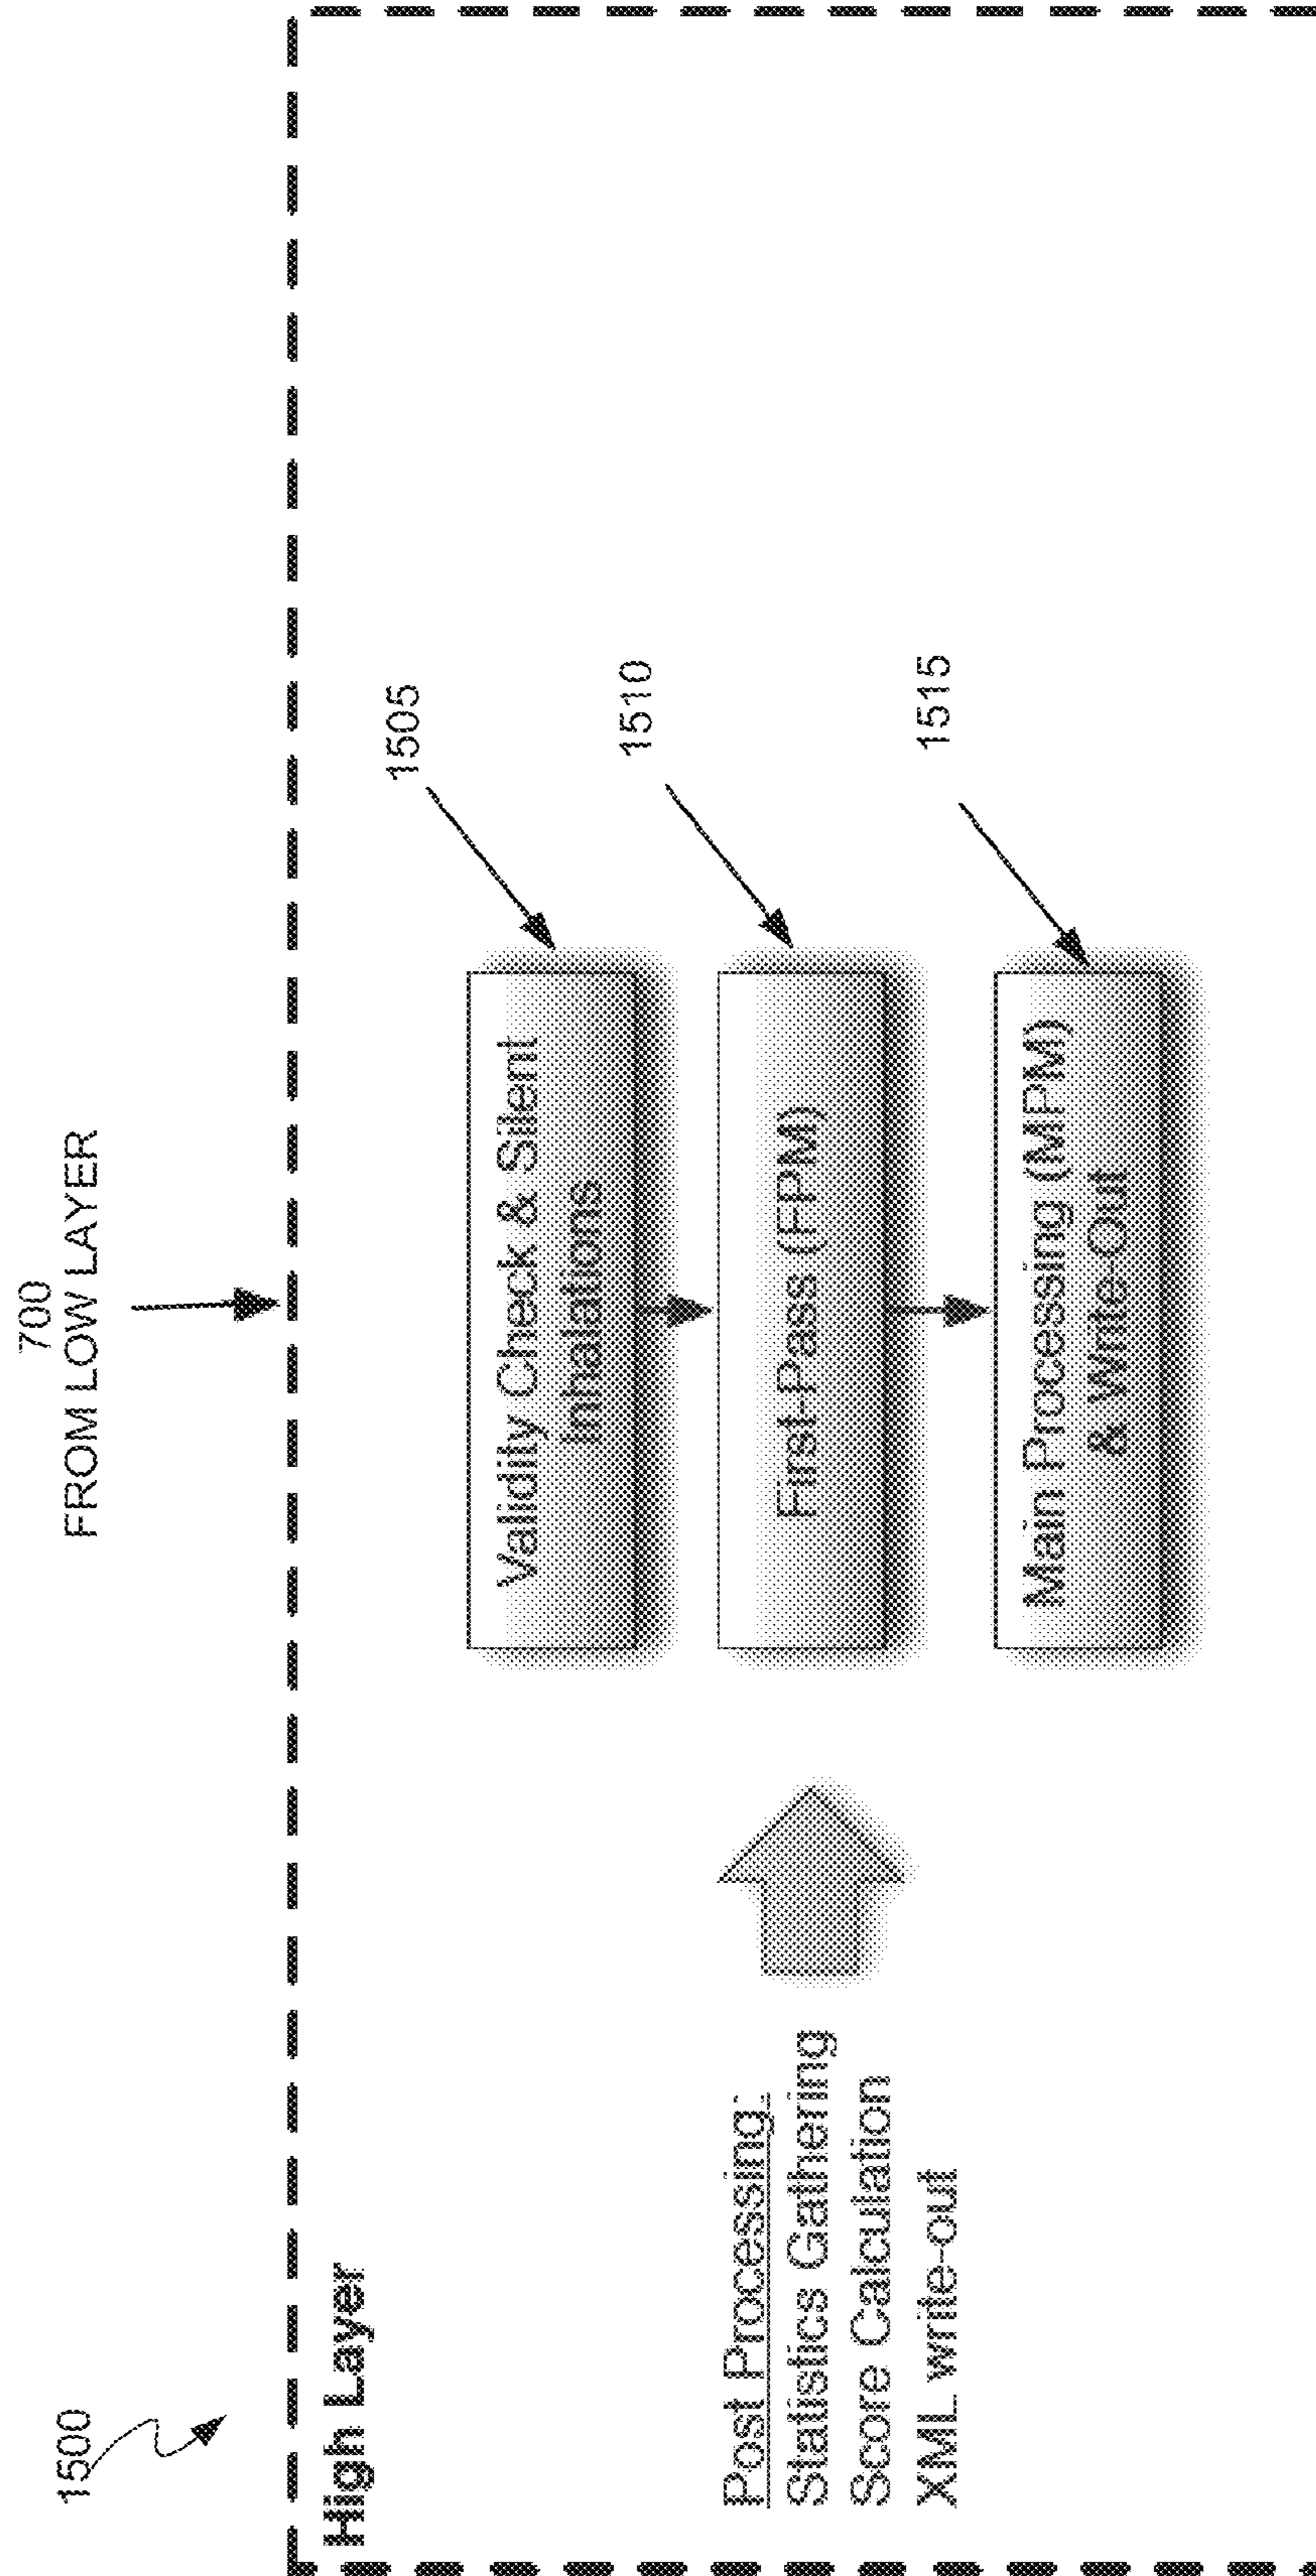 1500
700
FROM LOW LAYER
High Layer
Post Processing:
Statistics Gathering
Score Calculation
XML write-out
Validity Check & Silent
Inhalations
1505
First-Pass (FPM)
1510
Main Processing (MPM)
& Write-Out
1515